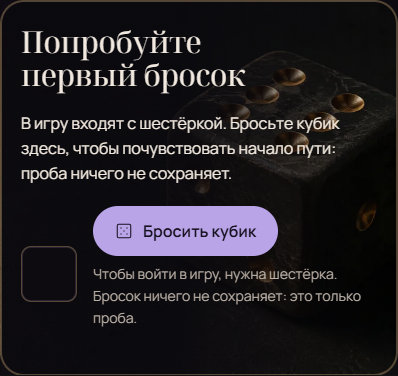 Попробуйте
первый бросок
В игру входят с шестёркой. Бросьте кубик
здесь, чтобы почувствовать начало пути:
проба ничего не сохраняет.
Бросить кубик
Чтобы войти в игру, нужна шестёрка.
Бросок ничего не сохраняет: это только
проба.